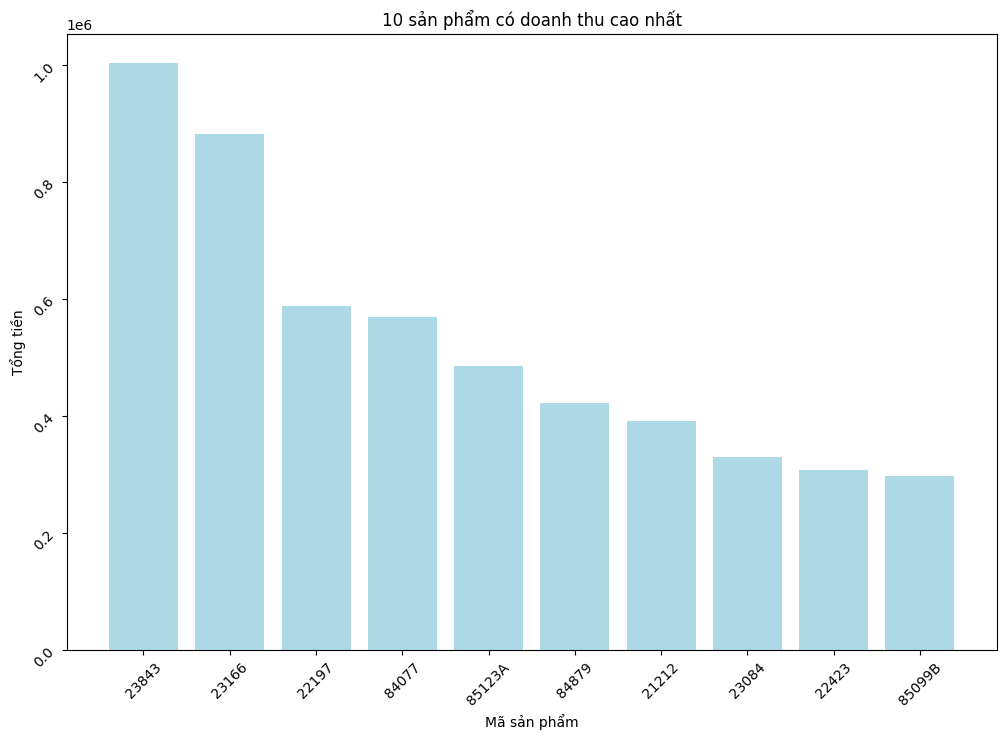 10 sản phẩm có doanh thu cao nhất
1e6
1.0
0.8
0.6
0.4
0.2
0.0
Tổng tiền
23843
23166
22197
84077
85123A
84879
21212
23084
22423
85099B
Mã sản phẩm